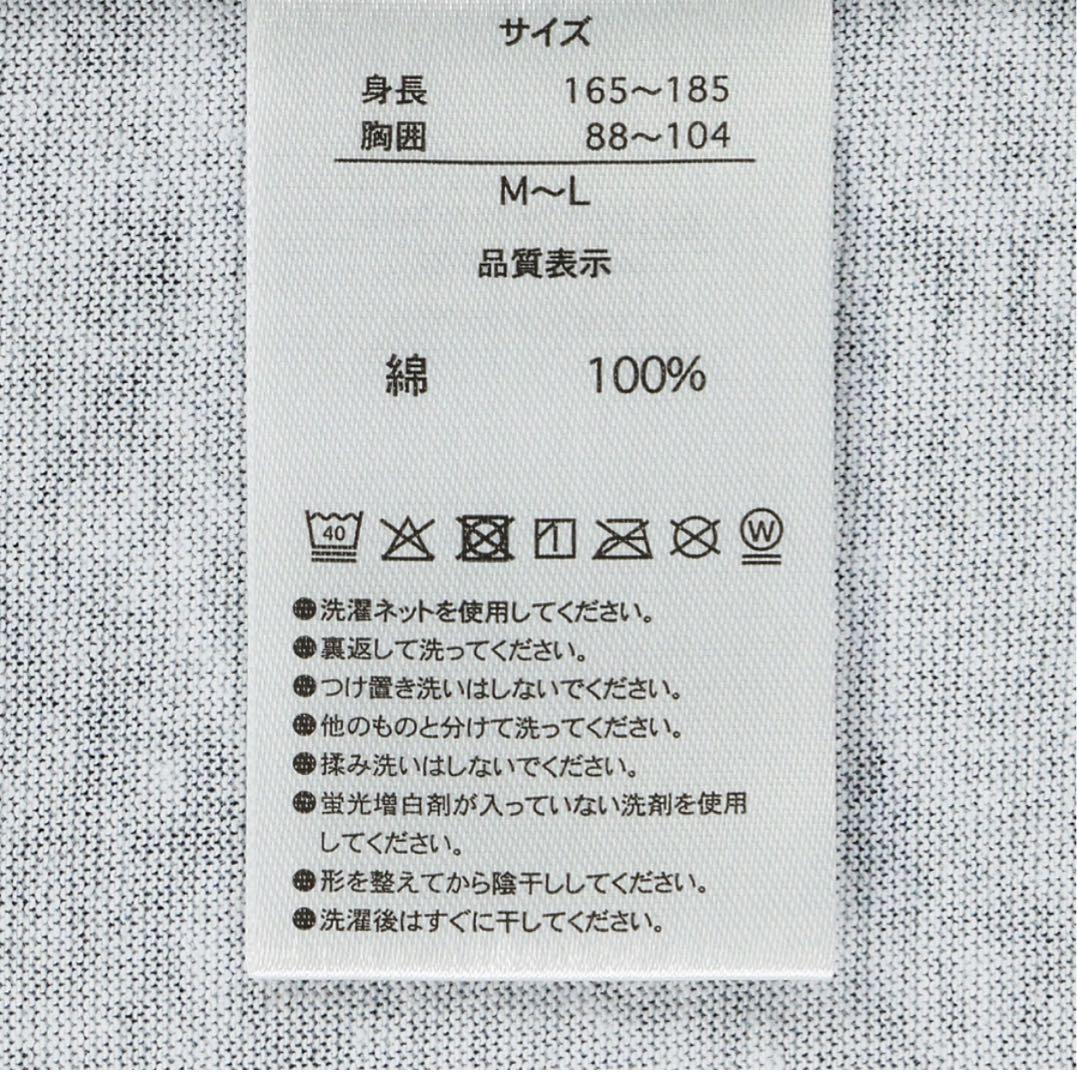 サイズ
身長 165～185
胸囲 88～104
M～L
品質表示
綿 100%
40 W
●洗濯ネットを使用してください。
●裏返して洗ってください。
●つけ置き洗いはしないでください。
●他のものと分けて洗ってください。
●揉み洗いはしないでください。
●蛍光増白剤が入っていない洗剤を使用
してください。
●形を整えてから陰干ししてください。
●洗濯後はすぐに干してください。